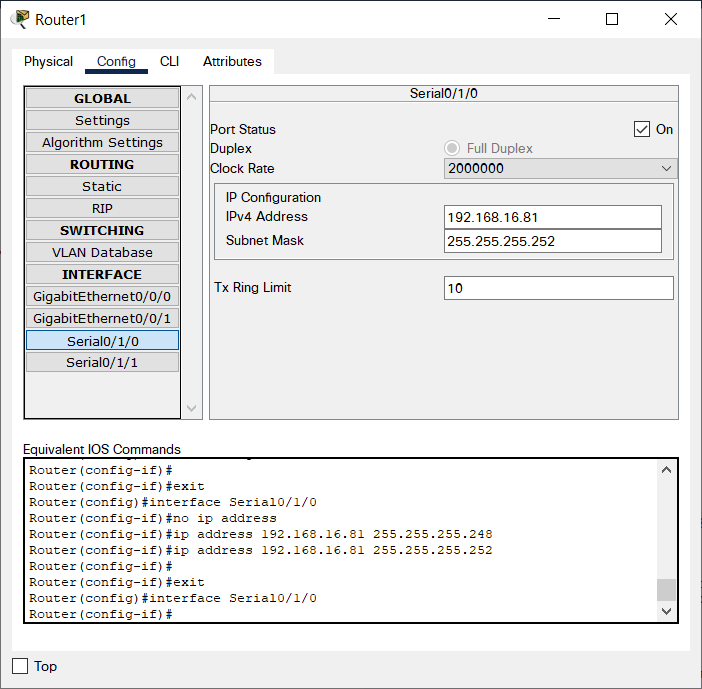 Router1
Physical Config CLI Attributes
GLOBAL
Settings
Algorithm Settings
ROUTING
Static
RIP
SWITCHING
VLAN Database
INTERFACE
GigabitEthernet0/0/0
GigabitEthernet0/0/1
Serial0/1/0
Serial0/1/1
Serial0/1/0
Port Status On
Duplex Full Duplex
Clock Rate 2000000
IP Configuration
IPv4 Address 192.168.16.81
Subnet Mask 255.255.255.252
Tx Ring Limit 10
Equivalent IOS Commands
Router(config-if)#
Router(config-if)#exit
Router(config)#interface Serial0/1/0
Router(config-if)#no ip address
Router(config-if)#ip address 192.168.16.81 255.255.255.248
Router(config-if)#ip address 192.168.16.81 255.255.255.252
Router(config-if)#
Router(config-if)#exit
Router(config)#interface Serial0/1/0
Router(config-if)#
Top